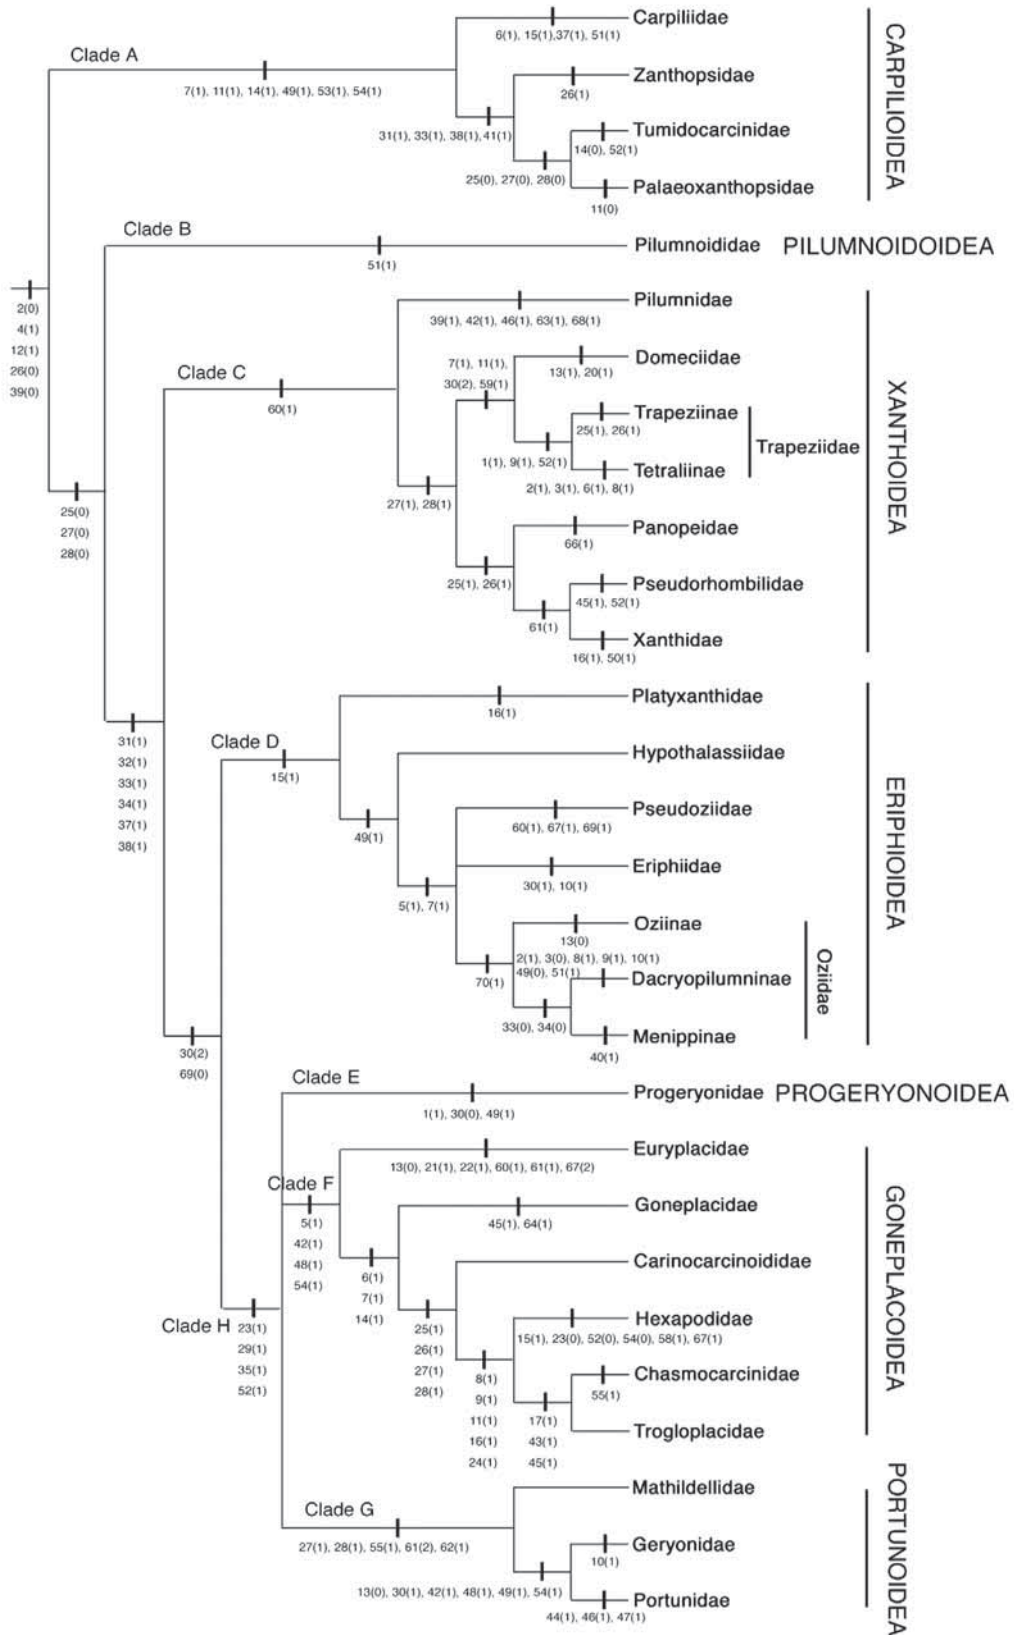 Carpiliidae
6(1), 15(1),37(1), 51(1)
Clade A
7(1), 11(1), 14(1), 49(1), 53(1), 54(1)
Zanthopsidae
26(1)
31(1), 33(1), 38(1), 41(1)
Tumidocarcinidae
14(0), 52(1)
25(0), 27(0), 28(0)
Palaeoxanthopsidae
11(0)
CARPILIOIDEA
Clade B
51(1)
Pilumnoididae
PILUMNOIDOIDEA
2(0)
4(1)
12(1)
26(0)
39(0)
25(0)
27(0)
28(0)
Pilumnidae
39(1), 42(1), 46(1), 63(1), 68(1)
Clade C
60(1)
7(1), 11(1),
30(2), 59(1)
Domeciidae
13(1), 20(1)
Trapeziinae
25(1), 26(1)
1(1), 9(1), 52(1)
Tetraliinae
2(1), 3(1), 6(1), 8(1)
Trapeziidae
27(1), 28(1)
Panopeidae
66(1)
25(1), 26(1)
Pseudorhombilidae
45(1), 52(1)
61(1)
Xanthidae
16(1), 50(1)
XANTHOIDEA
31(1)
32(1)
33(1)
34(1)
37(1)
38(1)
Platyxanthidae
16(1)
Clade D
15(1)
Hypothalassiidae
49(1)
Pseudoziidae
60(1), 67(1), 69(1)
Eriphiidae
30(1), 10(1)
5(1), 7(1)
Oziinae
13(0)
2(1), 3(0), 8(1), 9(1), 10(1)
49(0), 51(1)
70(1)
Dacryopilumninae
33(0), 34(0)
Menippinae
40(1)
Oziidae
ERIPHIOIDEA
30(2)
69(0)
Clade E
1(1), 30(0), 49(1)
Progeryonidae
PROGERYONOIDEA
Euryplacidae
13(0), 21(1), 22(1), 60(1), 61(1), 67(2)
Clade F
5(1)
42(1)
48(1)
54(1)
Goneplacidae
45(1), 64(1)
6(1)
7(1)
14(1)
Carinocarcinoididae
25(1)
26(1)
27(1)
28(1)
Hexapodidae
15(1), 23(0), 52(0), 54(0), 58(1), 67(1)
8(1)
9(1)
11(1)
16(1)
24(1)
Chasmocarcinidae
55(1)
17(1)
43(1)
45(1)
Trogloplacidae
GONEPLACOIDEA
Clade H
23(1)
29(1)
35(1)
52(1)
Mathildellidae
Clade G
27(1), 28(1), 55(1), 61(2), 62(1)
Geryonidae
10(1)
13(0), 30(1), 42(1), 48(1), 49(1), 54(1)
Portunidae
44(1), 46(1), 47(1)
PORTUNOIDEA